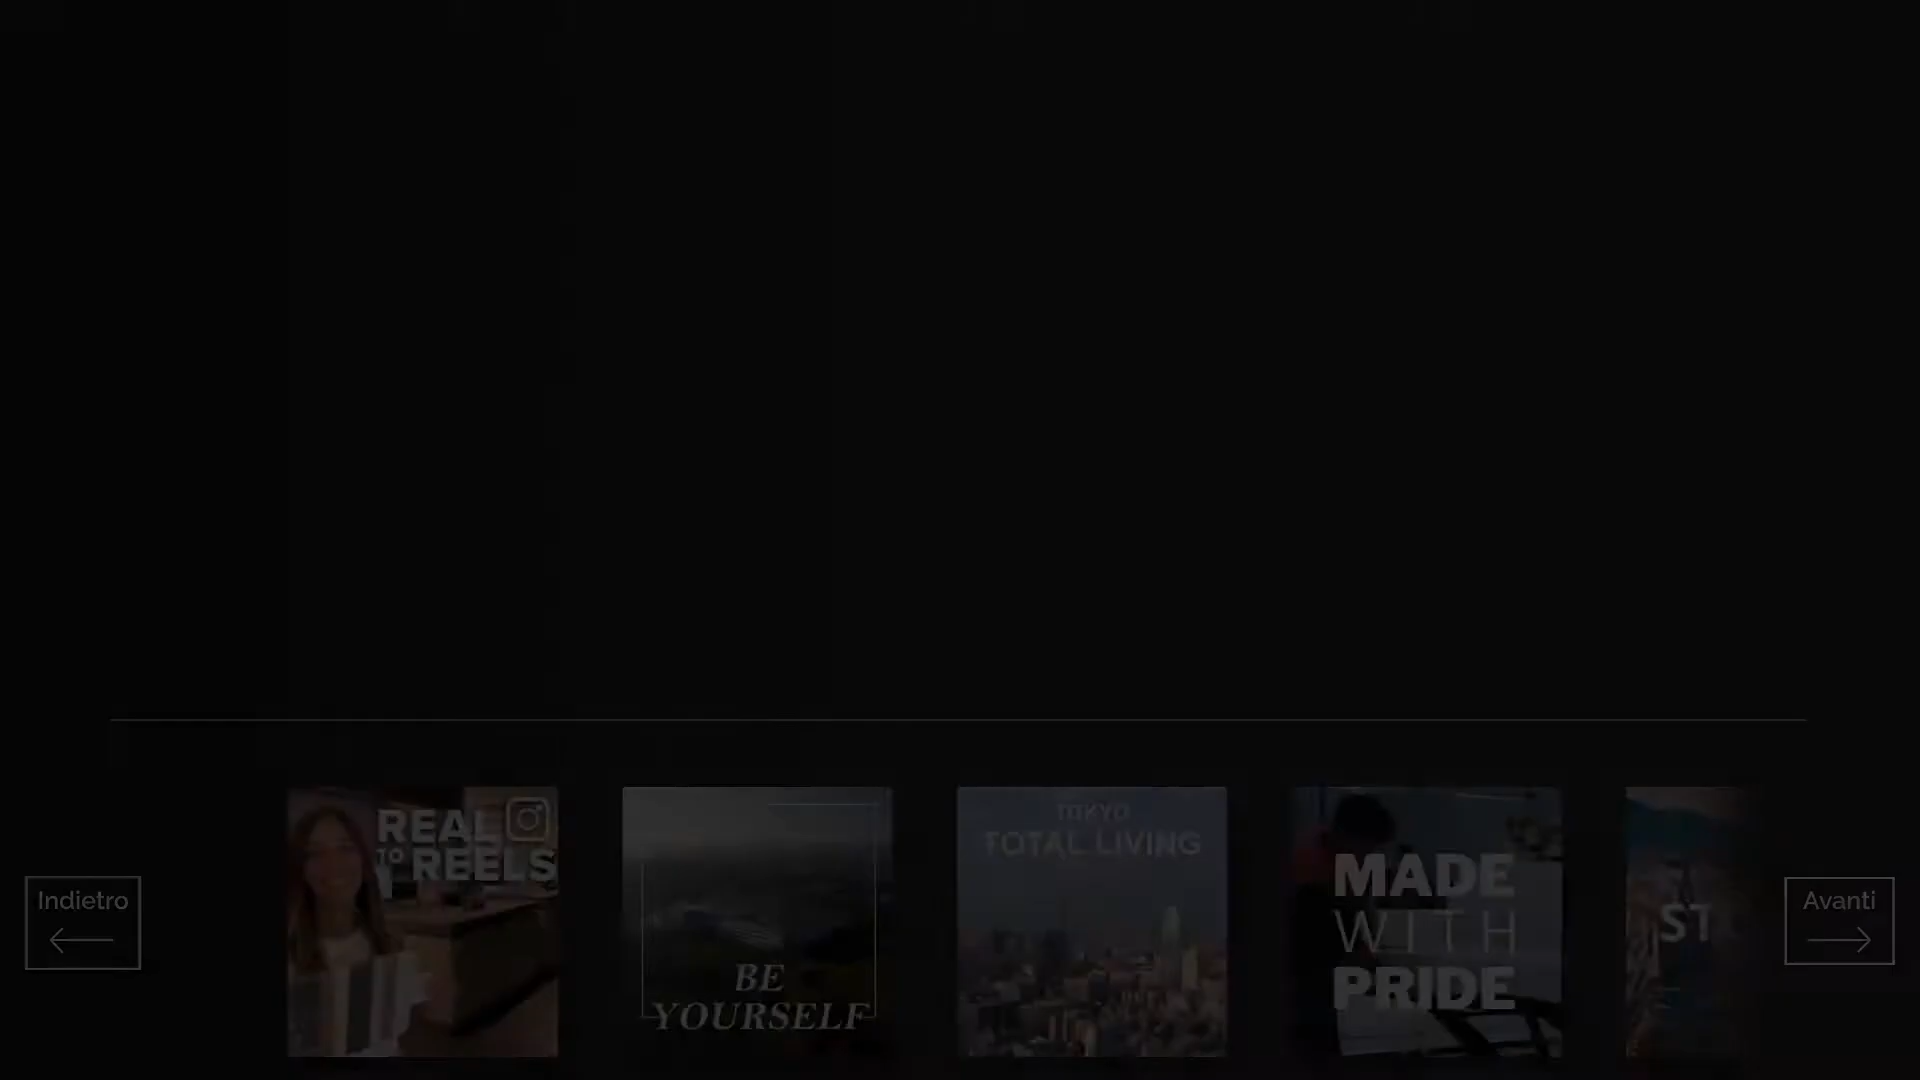 REAL
TO REELS
BE
YOURSELF
TOKYO
TOTAL LIVING
MADE
WITH
PRIDE
ST
Indietro
Avanti